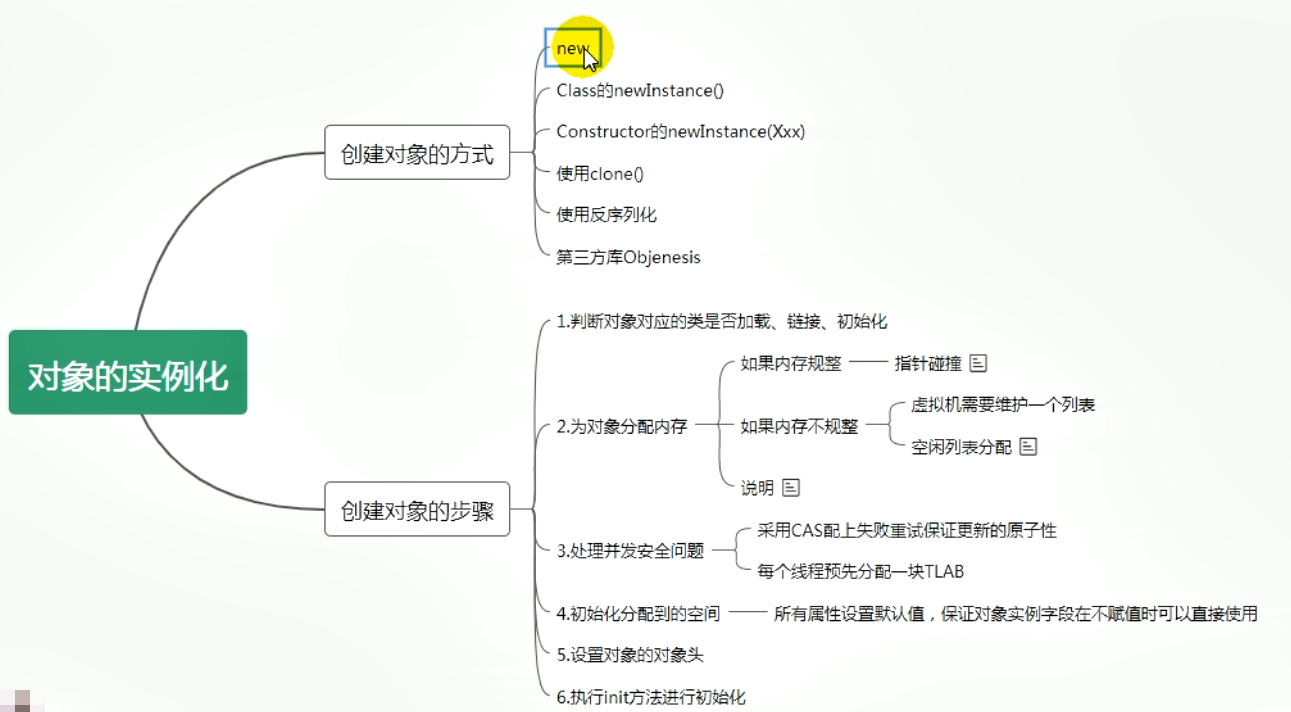 new
Class的newInstance()
Constructor的newInstance(Xxx)
创建对象的方式
使用clone()
使用反序列化
第三方库Objenesis
对象的实例化
1.判断对象对应的类是否加载、链接、初始化
如果内存规整
指针碰撞
2.为对象分配内存
如果内存不规整
虚拟机需要维护一个列表
空闲列表分配
说明
创建对象的步骤
3.处理并发安全问题
采用CAS配上失败重试保证更新的原子性
每个线程预先分配一块TLAB
4.初始化分配到的空间
所有属性设置默认值，保证对象实例字段在不赋值时可以直接使用
5.设置对象的对象头
6.执行init方法进行初始化